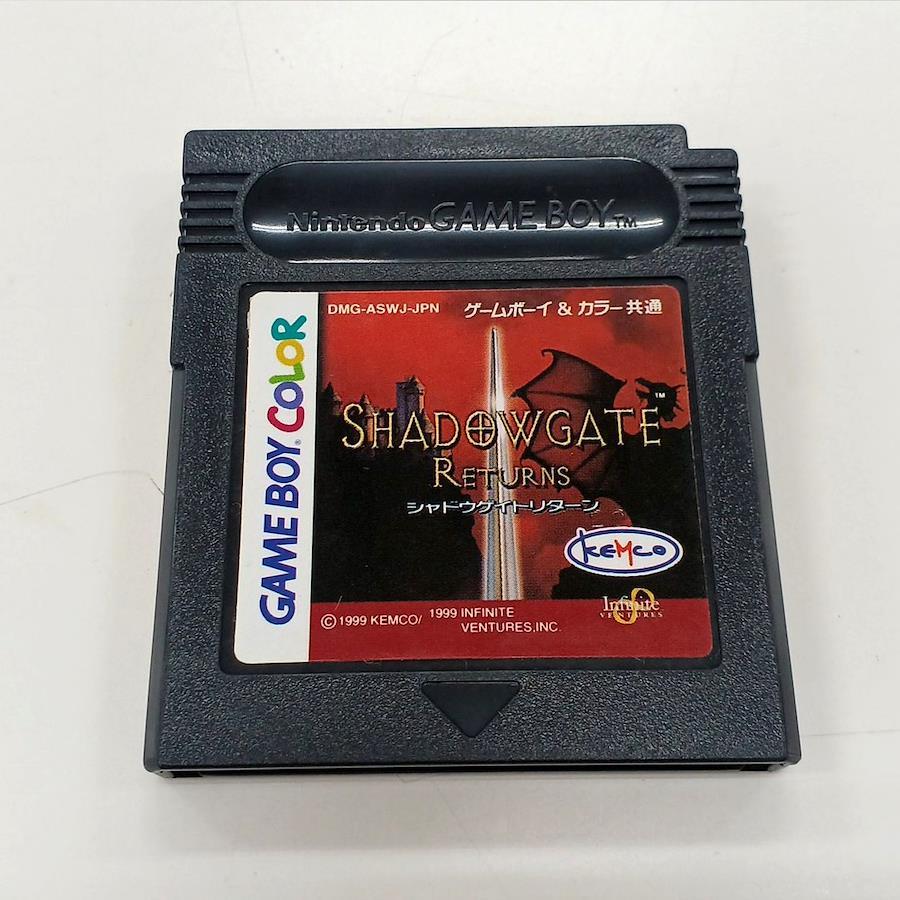 Nintendo GAME BOY™
DMG-ASWJ-JPN ゲームボーイ & カラー共通
GAME BOY® COLOR
SHADOWGATE™
RETURNS
シャドウゲイトリターン
KEMCO
Infinite
VENTURES
©1999 KEMCO/ 1999 INFINITE
VENTURES,INC.